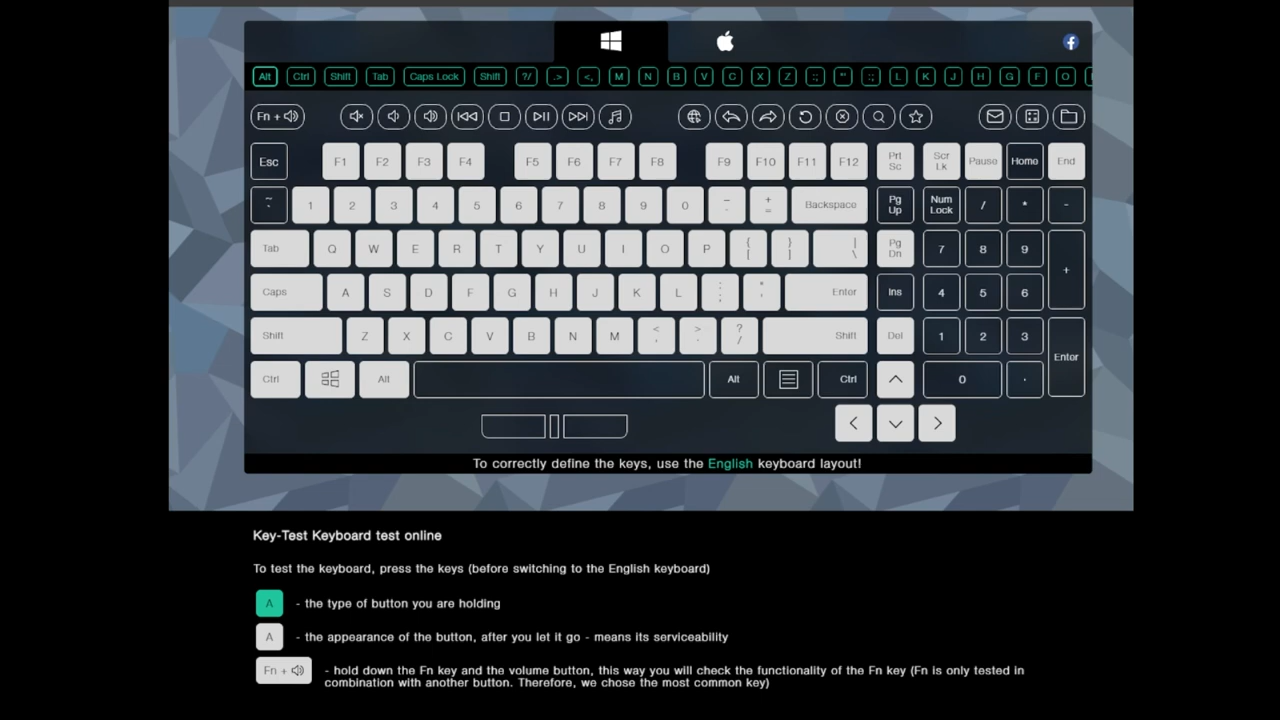 Alt Ctrl Shift Tab Caps Lock Shift ?/ .> <, M N B V C X Z :; "' :; L K J H G F O
Fn +
Esc F1 F2 F3 F4 F5 F6 F7 F8 F9 F10 F11 F12 Prt Sc Scr Lk Pause Home End
~ ` 1 2 3 4 5 6 7 8 9 0 _ - + = Backspace Pg Up Num Lock / * -
Tab Q W E R T Y U I O P { [ } ] | \ Pg Dn 7 8 9 +
Caps A S D F G H J K L : ; " ' Enter Ins 4 5 6
Shift Z X C V B N M < , > . ? / Shift Del 1 2 3 Enter
Ctrl Alt Alt Ctrl 0 .
To correctly define the keys, use the English keyboard layout!
Key-Test Keyboard test online
To test the keyboard, press the keys (before switching to the English keyboard)
A - the type of button you are holding
A - the appearance of the button, after you let it go - means its serviceability
Fn + - hold down the Fn key and the volume button, this way you will check the functionality of the Fn key (Fn is only tested in
combination with another button. Therefore, we chose the most common key)